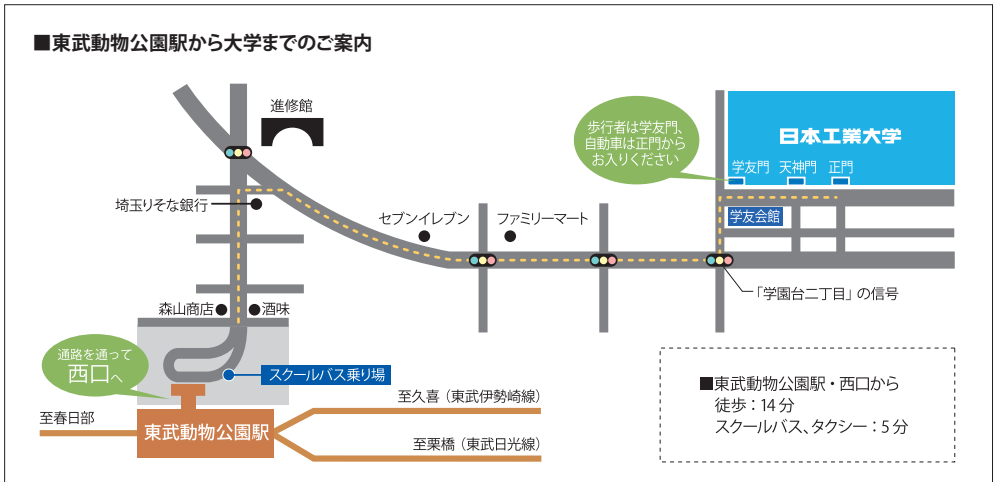 ■東武動物公園駅から大学までのご案内
進修館
歩行者は学友門、
自動車は正門から
お入りください
日本工業大学
学友門
天神門
正門
埼玉りそな銀行
セブンイレブン
ファミリーマート
学友会館
「学園台二丁目」の信号
森山商店
酒味
通路を通って
西口へ
スクールバス乗り場
■東武動物公園駅・西口から
徒歩：14分
スクールバス、タクシー：5分
至春日部
東武動物公園駅
至久喜（東武伊勢崎線）
至栗橋（東武日光線）